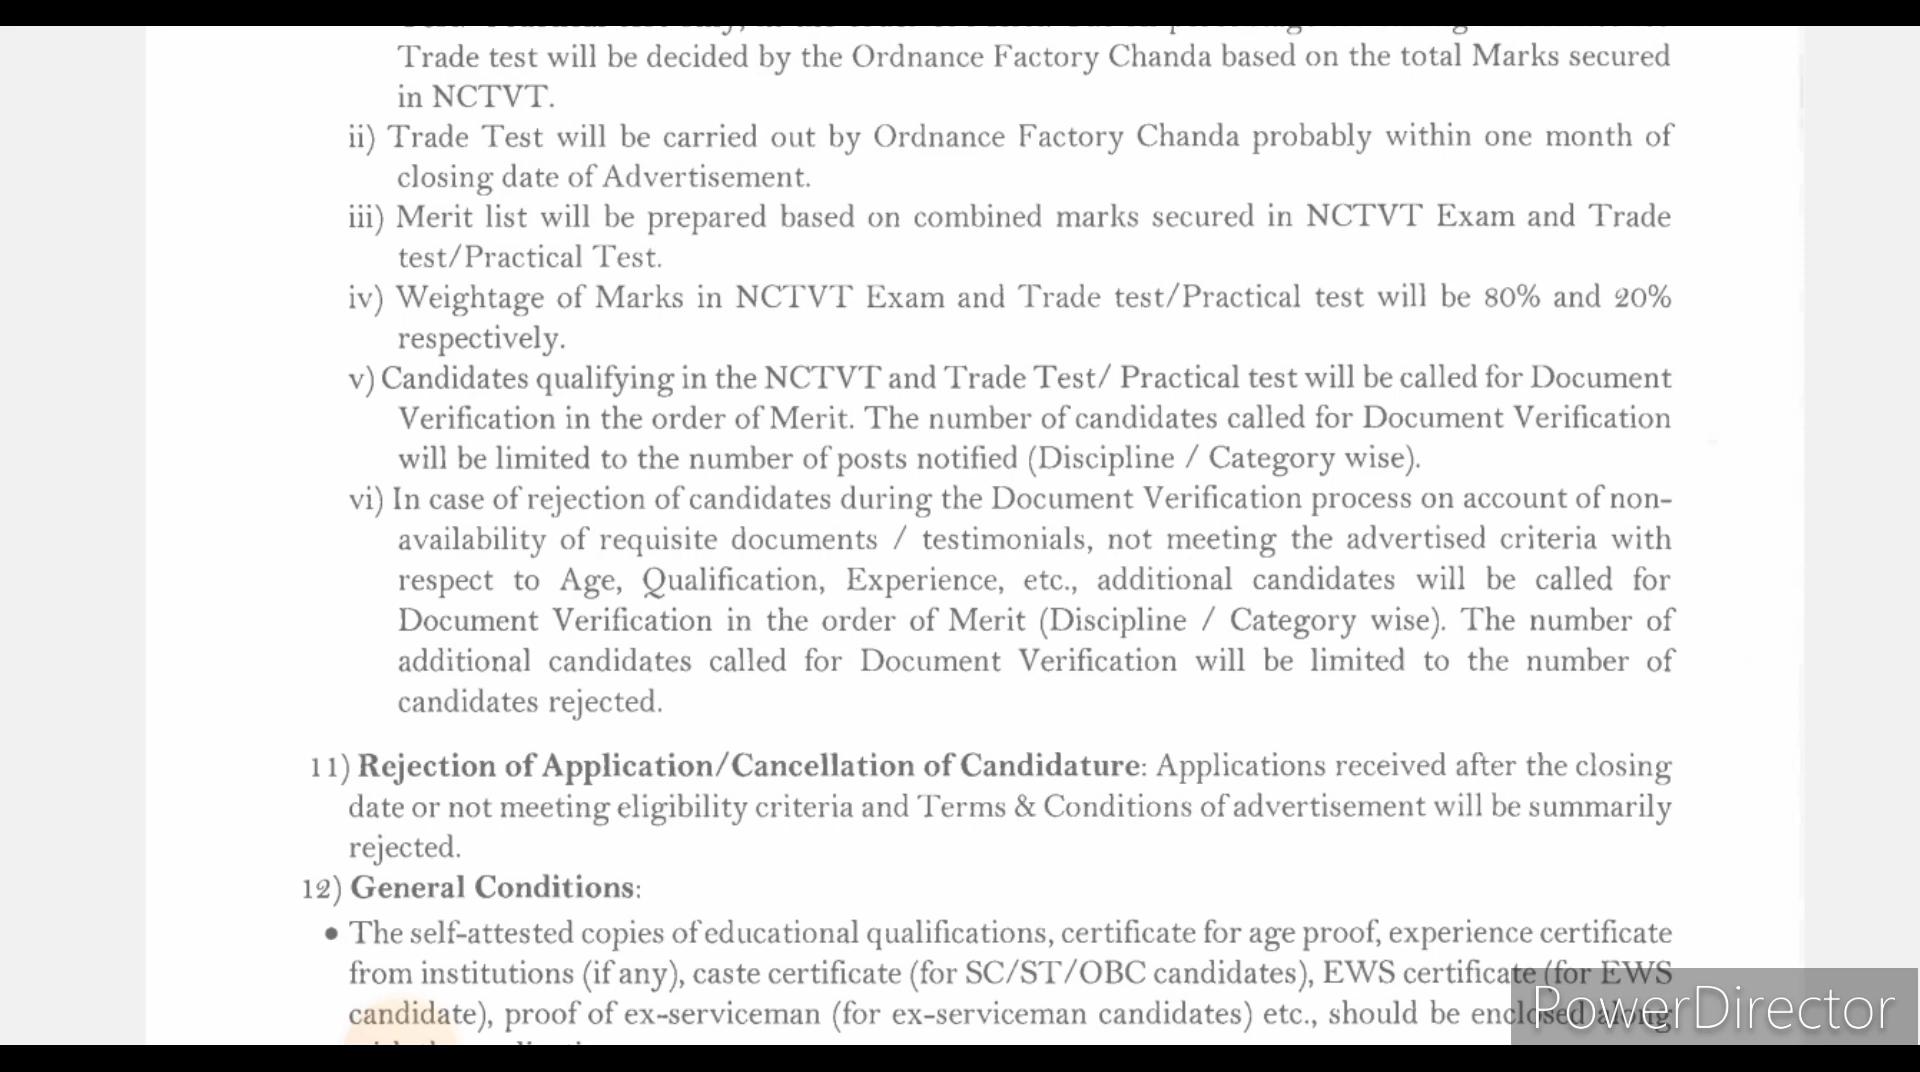 Trade test will be decided by the Ordnance Factory Chanda based on the total Marks secured
in NCTVT.
ii) Trade Test will be carried out by Ordnance Factory Chanda probably within one month of
closing date of Advertisement.
iii) Merit list will be prepared based on combined marks secured in NCTVT Exam and Trade
test/Practical Test.
iv) Weightage of Marks in NCTVT Exam and Trade test/Practical test will be 80% and 20%
respectively.
v) Candidates qualifying in the NCTVT and Trade Test/ Practical test will be called for Document
Verification in the order of Merit. The number of candidates called for Document Verification
will be limited to the number of posts notified (Discipline / Category wise).
vi) In case of rejection of candidates during the Document Verification process on account of non-
availability of requisite documents / testimonials, not meeting the advertised criteria with
respect to Age, Qualification, Experience, etc., additional candidates will be called for
Document Verification in the order of Merit (Discipline / Category wise). The number of
additional candidates called for Document Verification will be limited to the number of
candidates rejected.
11) Rejection of Application/Cancellation of Candidature: Applications received after the closing
date or not meeting eligibility criteria and Terms & Conditions of advertisement will be summarily
rejected.
12) General Conditions:
• The self-attested copies of educational qualifications, certificate for age proof, experience certificate
from institutions (if any), caste certificate (for SC/ST/OBC candidates), EWS certificate (for EWS
candidate), proof of ex-serviceman (for ex-serviceman candidates) etc., should be enclosed along
PowerDirector